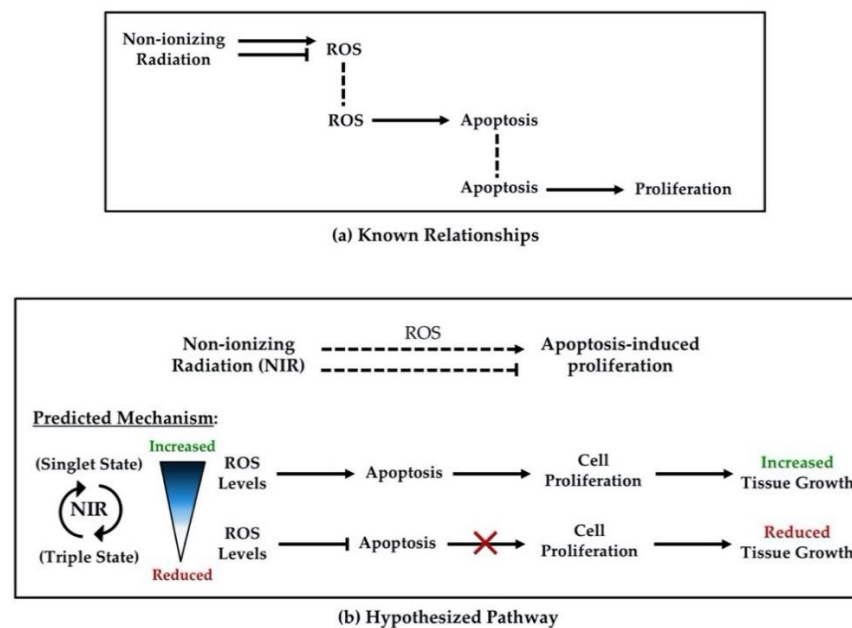 Non-ionizing
Radiation
ROS
ROS
Apoptosis
Apoptosis
Proliferation
(a) Known Relationships
Non-ionizing
Radiation (NIR)
ROS
Apoptosis-induced
proliferation
Predicted Mechanism:
Increased
(Singlet State)
NIR
(Triple State)
Reduced
ROS
Levels
Apoptosis
Cell
Proliferation
Increased
Tissue Growth
ROS
Levels
Apoptosis
Cell
Proliferation
Reduced
Tissue Growth
(b) Hypothesized Pathway